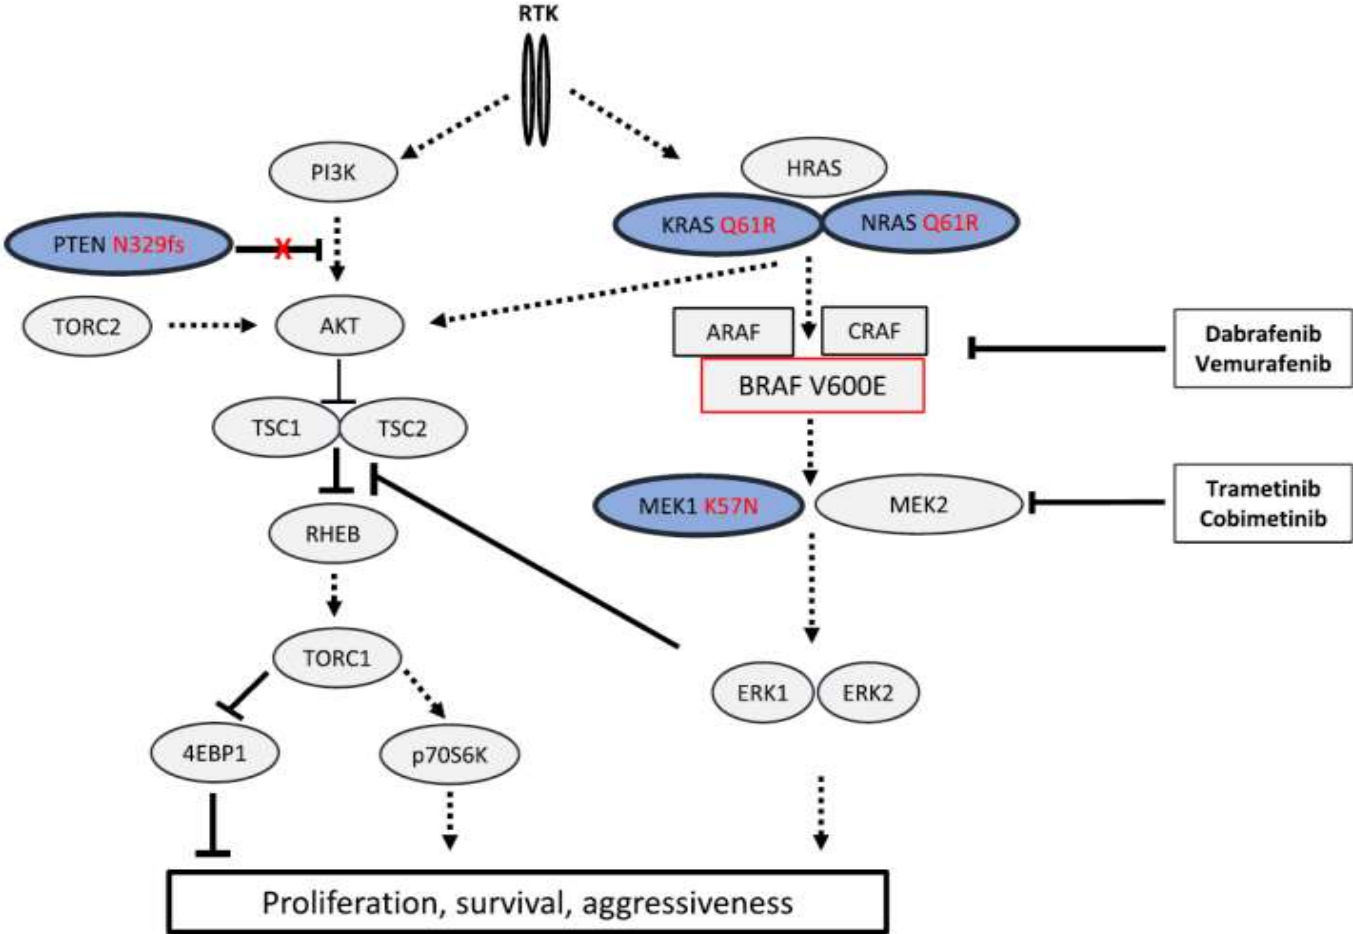 RTK
PI3K
HRAS
KRAS Q61R
NRAS Q61R
PTEN N329fs
X
TORC2
AKT
ARAF
CRAF
BRAF V600E
Dabrafenib
Vemurafenib
TSC1
TSC2
MEK1 K57N
MEK2
Trametinib
Cobimetinib
RHEB
TORC1
ERK1
ERK2
4EBP1
p70S6K
Proliferation, survival, aggressiveness